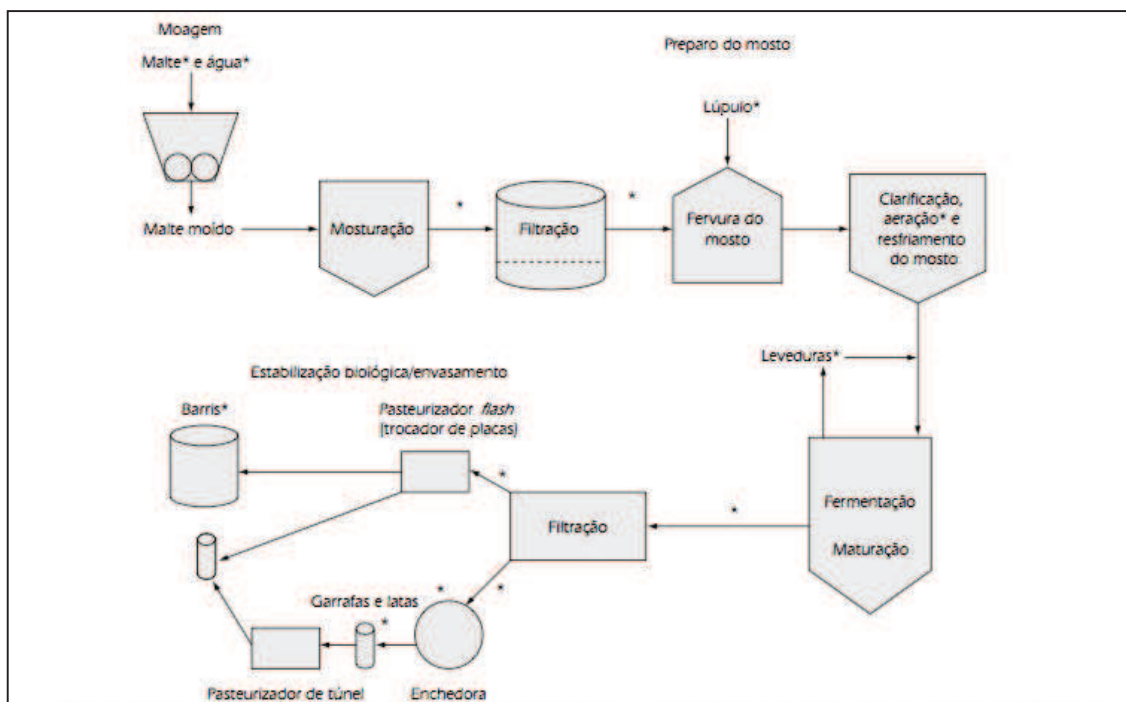 Moagem
Malte* e água*
Malte moído
Mosturação
*
Filtração
*
Preparo do mosto
Lúpulo*
Fervura do
mosto
Clarificação,
aeração* e
resfriamento
do mosto
Leveduras*
Fermentação
Maturação
*
Filtração
*
*
Estabilização biológica/envasamento
Barris*
Pasteurizador flash
(trocador de placas)
Garrafas e latas
*
*
Pasteurizador de túnel
Enchedora